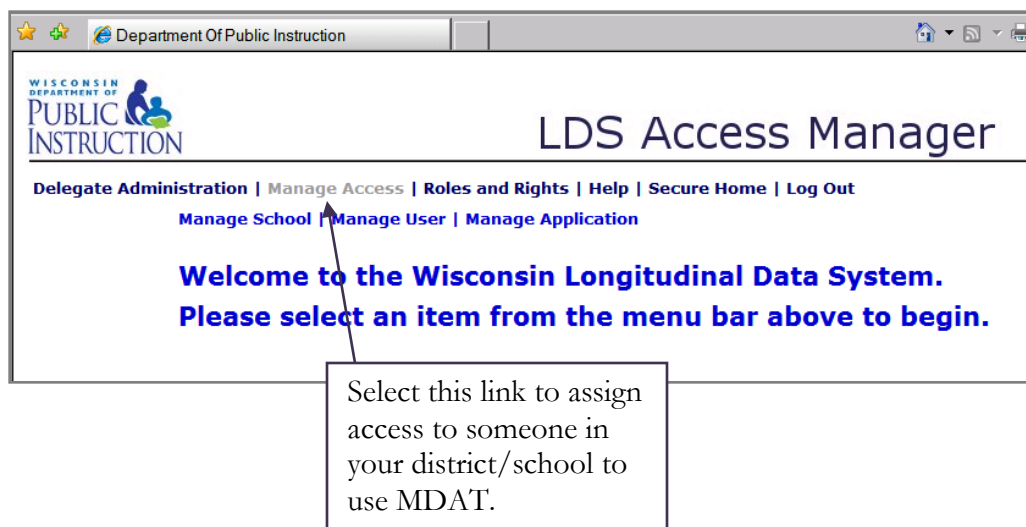 Department Of Public Instruction
WISCONSIN
DEPARTMENT OF
PUBLIC
INSTRUCTION
LDS Access Manager
Delegate Administration | Manage Access | Roles and Rights | Help | Secure Home | Log Out
Manage School | Manage User | Manage Application
Welcome to the Wisconsin Longitudinal Data System.
Please select an item from the menu bar above to begin.
Select this link to assign
access to someone in
your district/school to
use MDAT.